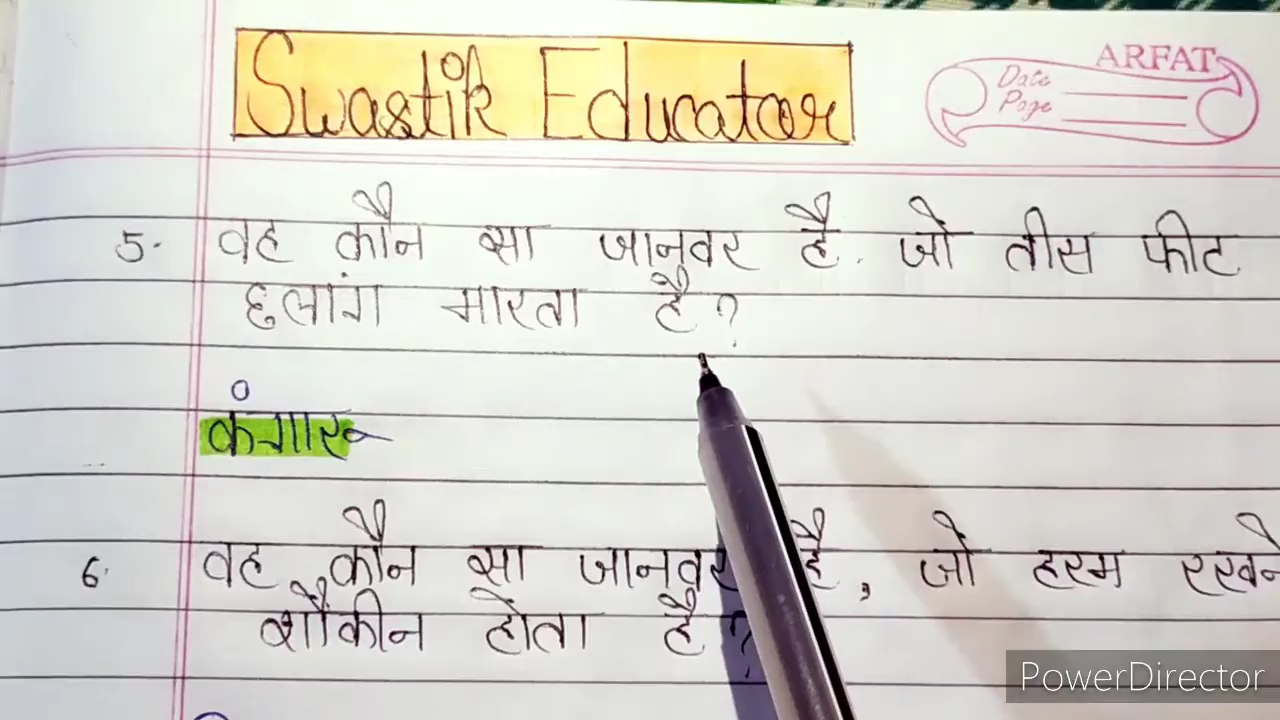 Swastik Educator
ARFAT
Date
Page
5. वह कौन सा जानवर है. जो तीस फीट
छलांग मारता है?
कंगारू
6. वह कौन सा जानवर है, जो हरम रखने
शौकीन होता है?
PowerDirector